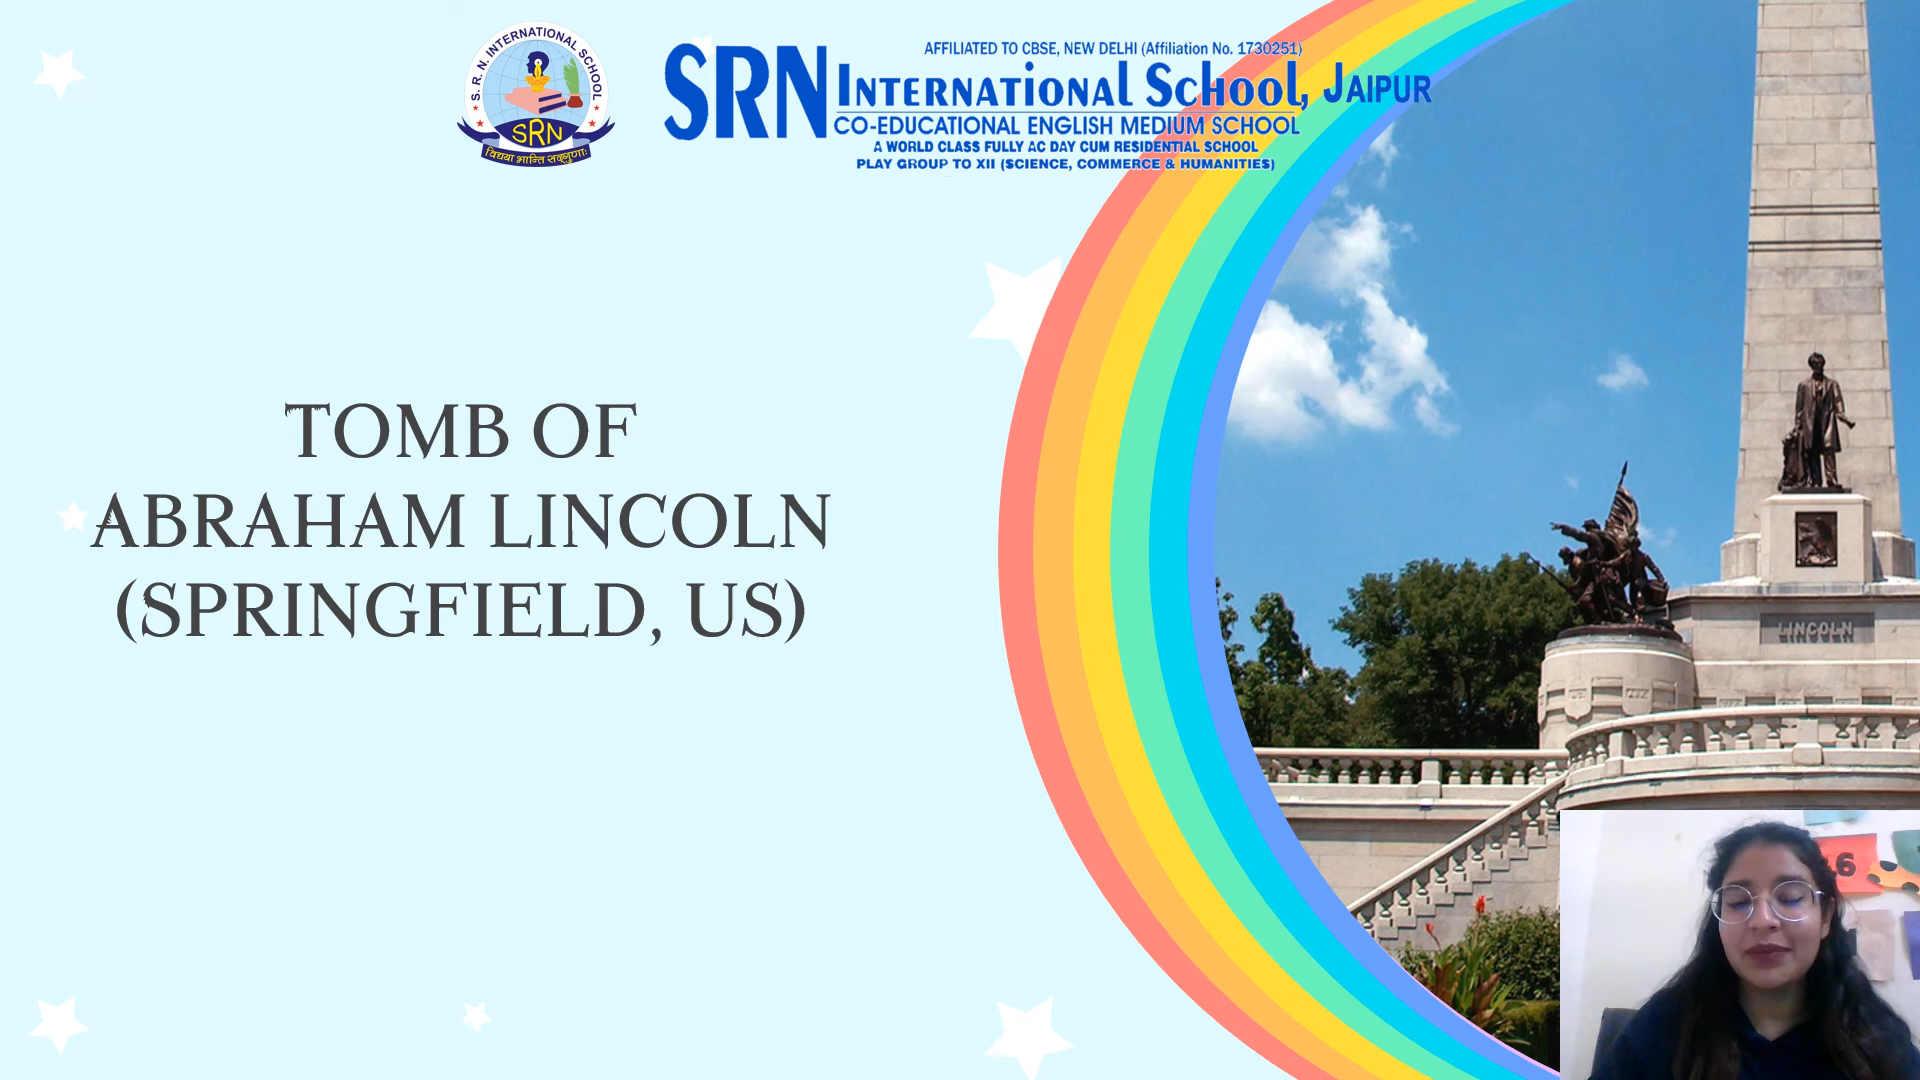 S. R. N. INTERNATIONAL SCHOOL
SRN
विद्यया भान्ति सद्गुणाः
AFFILIATED TO CBSE, NEW DELHI (Affiliation No. 1730251)
SRN INTERNATIONAL SCHOOL, JAIPUR
CO-EDUCATIONAL ENGLISH MEDIUM SCHOOL
A WORLD CLASS FULLY AC DAY CUM RESIDENTIAL SCHOOL
PLAY GROUP TO XII (SCIENCE, COMMERCE & HUMANITIES)
TOMB OF
ABRAHAM LINCOLN
(SPRINGFIELD, US)
LINCOLN
16